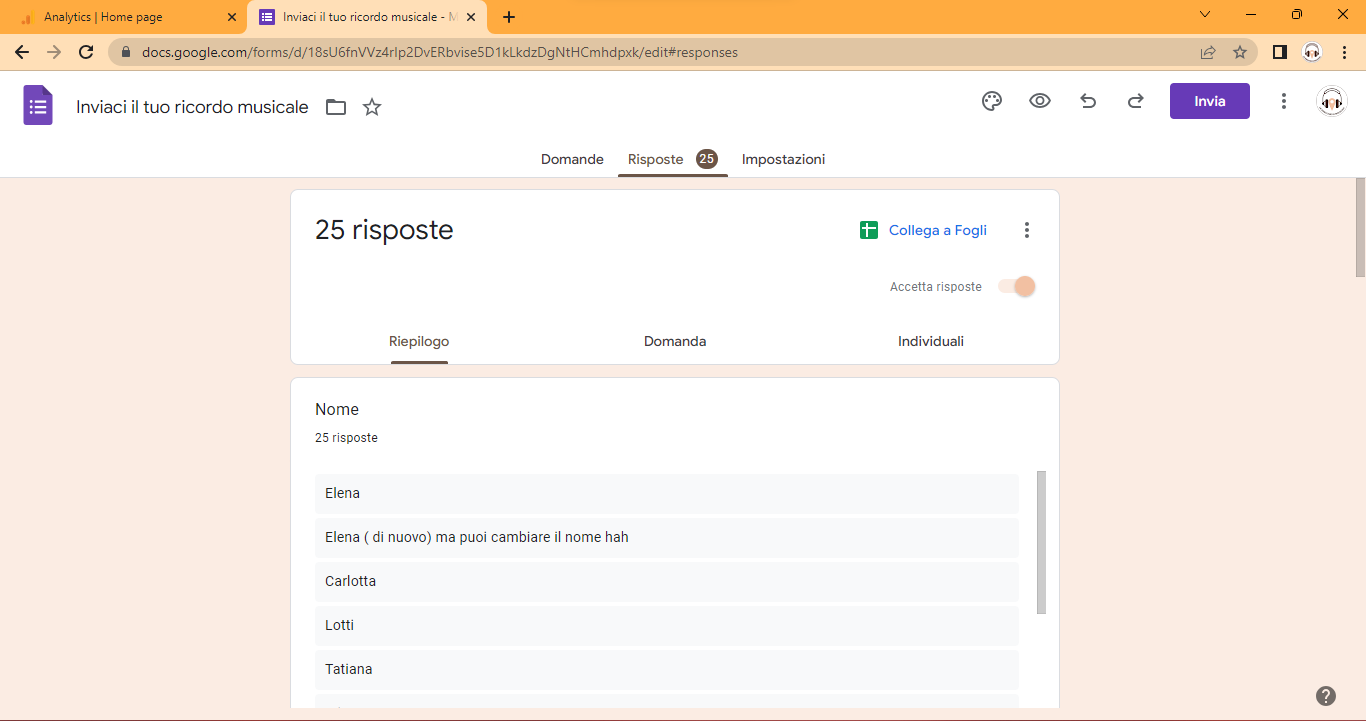 Analytics | Home page
Inviaci il tuo ricordo musicale - M
docs.google.com/forms/d/18sU6fnVVz4rIp2DvERbvise5D1kLkdzDgNtHCmhdpxk/edit#responses
Inviaci il tuo ricordo musicale
Invia
Domande
Risposte 25
Impostazioni
25 risposte
Collega a Fogli
Accetta risposte
Riepilogo
Domanda
Individuali
Nome
25 risposte
Elena
Elena ( di nuovo) ma puoi cambiare il nome hah
Carlotta
Lotti
Tatiana